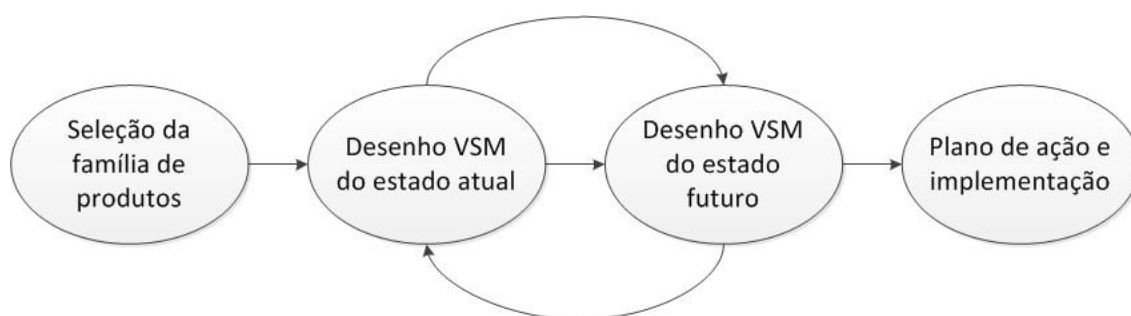 Seleção da
família de
produtos
Desenho VSM
do estado atual
Desenho VSM
do estado
futuro
Plano de ação e
implementação